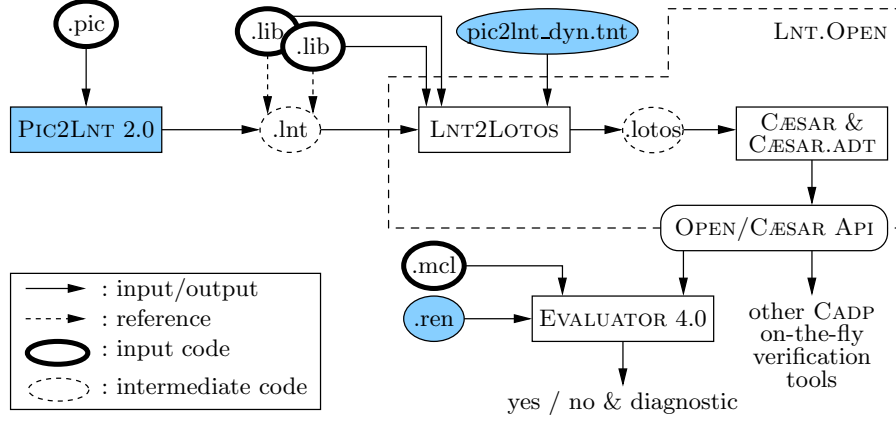 .pic
.lib
.lib
pic2lnt_dyn.tnt
LNT.OPEN
PIC2LNT 2.0
.lnt
LNT2LOTOS
.lotos
CÆSAR &
CÆSAR.ADT
OPEN/CÆSAR API
.mcl
.ren
EVALUATOR 4.0
other CADP
on-the-fly
verification
tools
yes / no & diagnostic
: input/output
: reference
: input code
: intermediate code